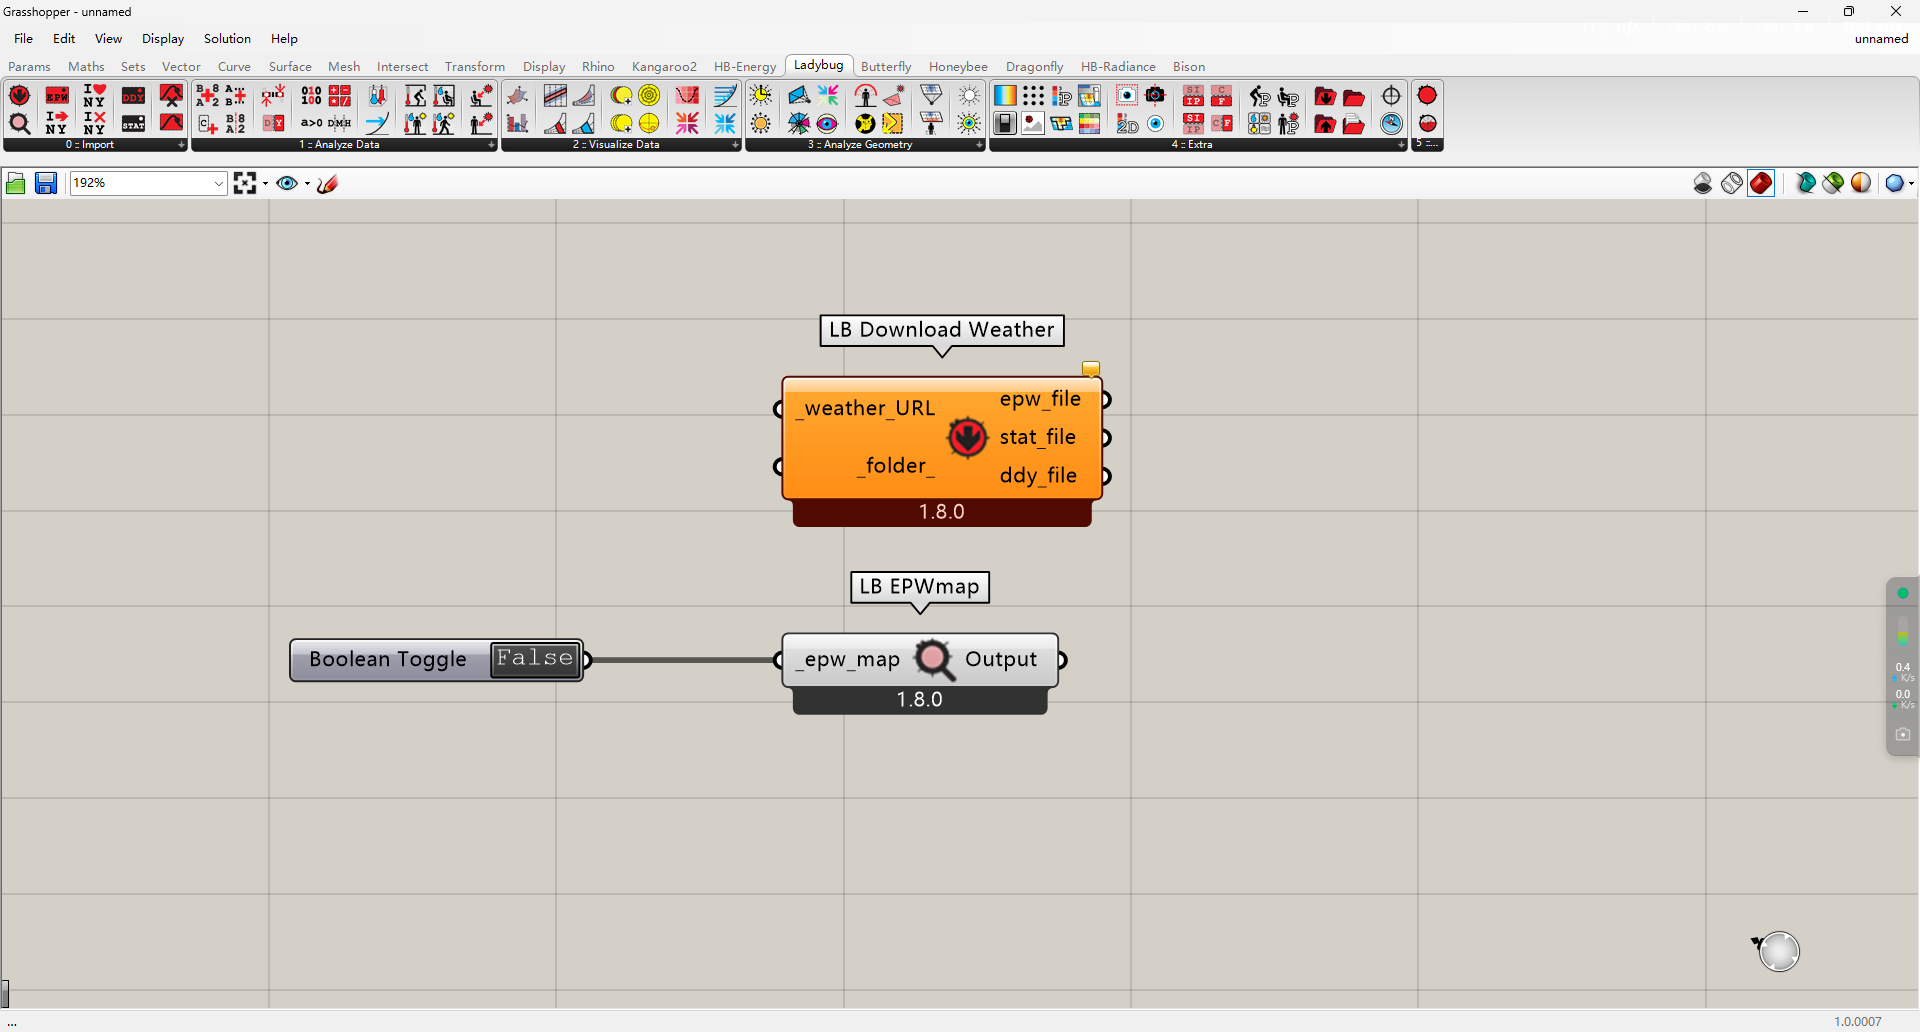 Grasshopper - unnamed
File Edit View Display Solution Help
unnamed
Params Maths Sets Vector Curve Surface Mesh Intersect Transform Display Rhino Kangaroo2 HB-Energy Ladybug Butterfly Honeybee Dragonfly HB-Radiance Bison
0 :: Import
1 :: Analyze Data
2 :: Visualize Data
3 :: Analyze Geometry
4 :: Extra
5 ::...
192%
LB Download Weather
_weather_URL
_folder_
epw_file
stat_file
ddy_file
1.8.0
LB EPWmap
Boolean Toggle False
_epw_map Output
1.8.0
0.4
K/s
0.0
K/s
...
1.0.0007